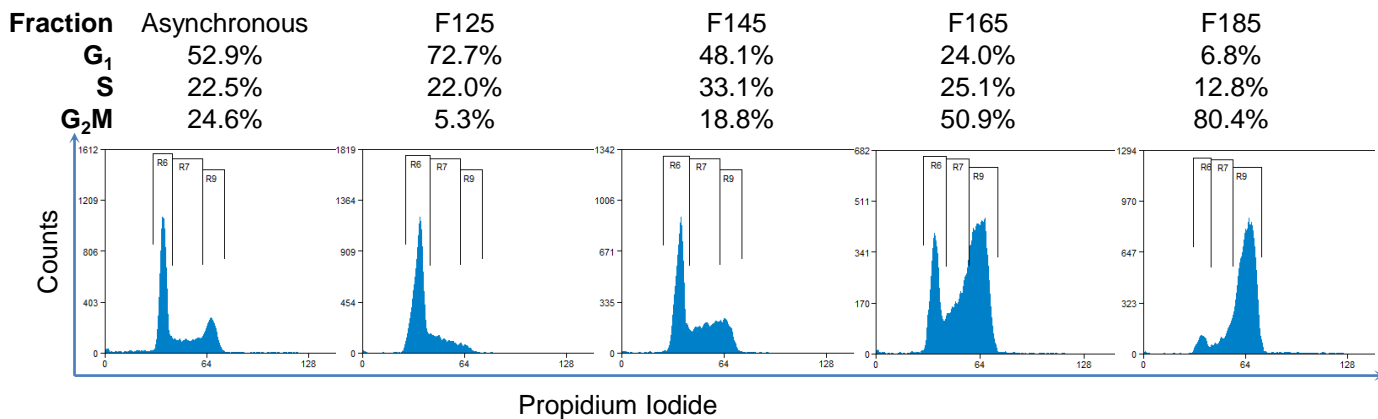 Fraction Asynchronous F125 F145 F165 F185
G₁ 52.9% 72.7% 48.1% 24.0% 6.8%
S 22.5% 22.0% 33.1% 25.1% 12.8%
G₂M 24.6% 5.3% 18.8% 50.9% 80.4%
1612 1819 1342 682 1294
R6 R7 R9 R6 R7 R9 R6 R7 R9 R6 R7 R9 R6 R7 R9
1209 1364 1006 511 970
806 909 671 341 647
403 454 335 170 323
0 0 0 0 0
0 64 128 0 64 128 0 64 128 0 64 128 0 64 128
Counts
Propidium Iodide